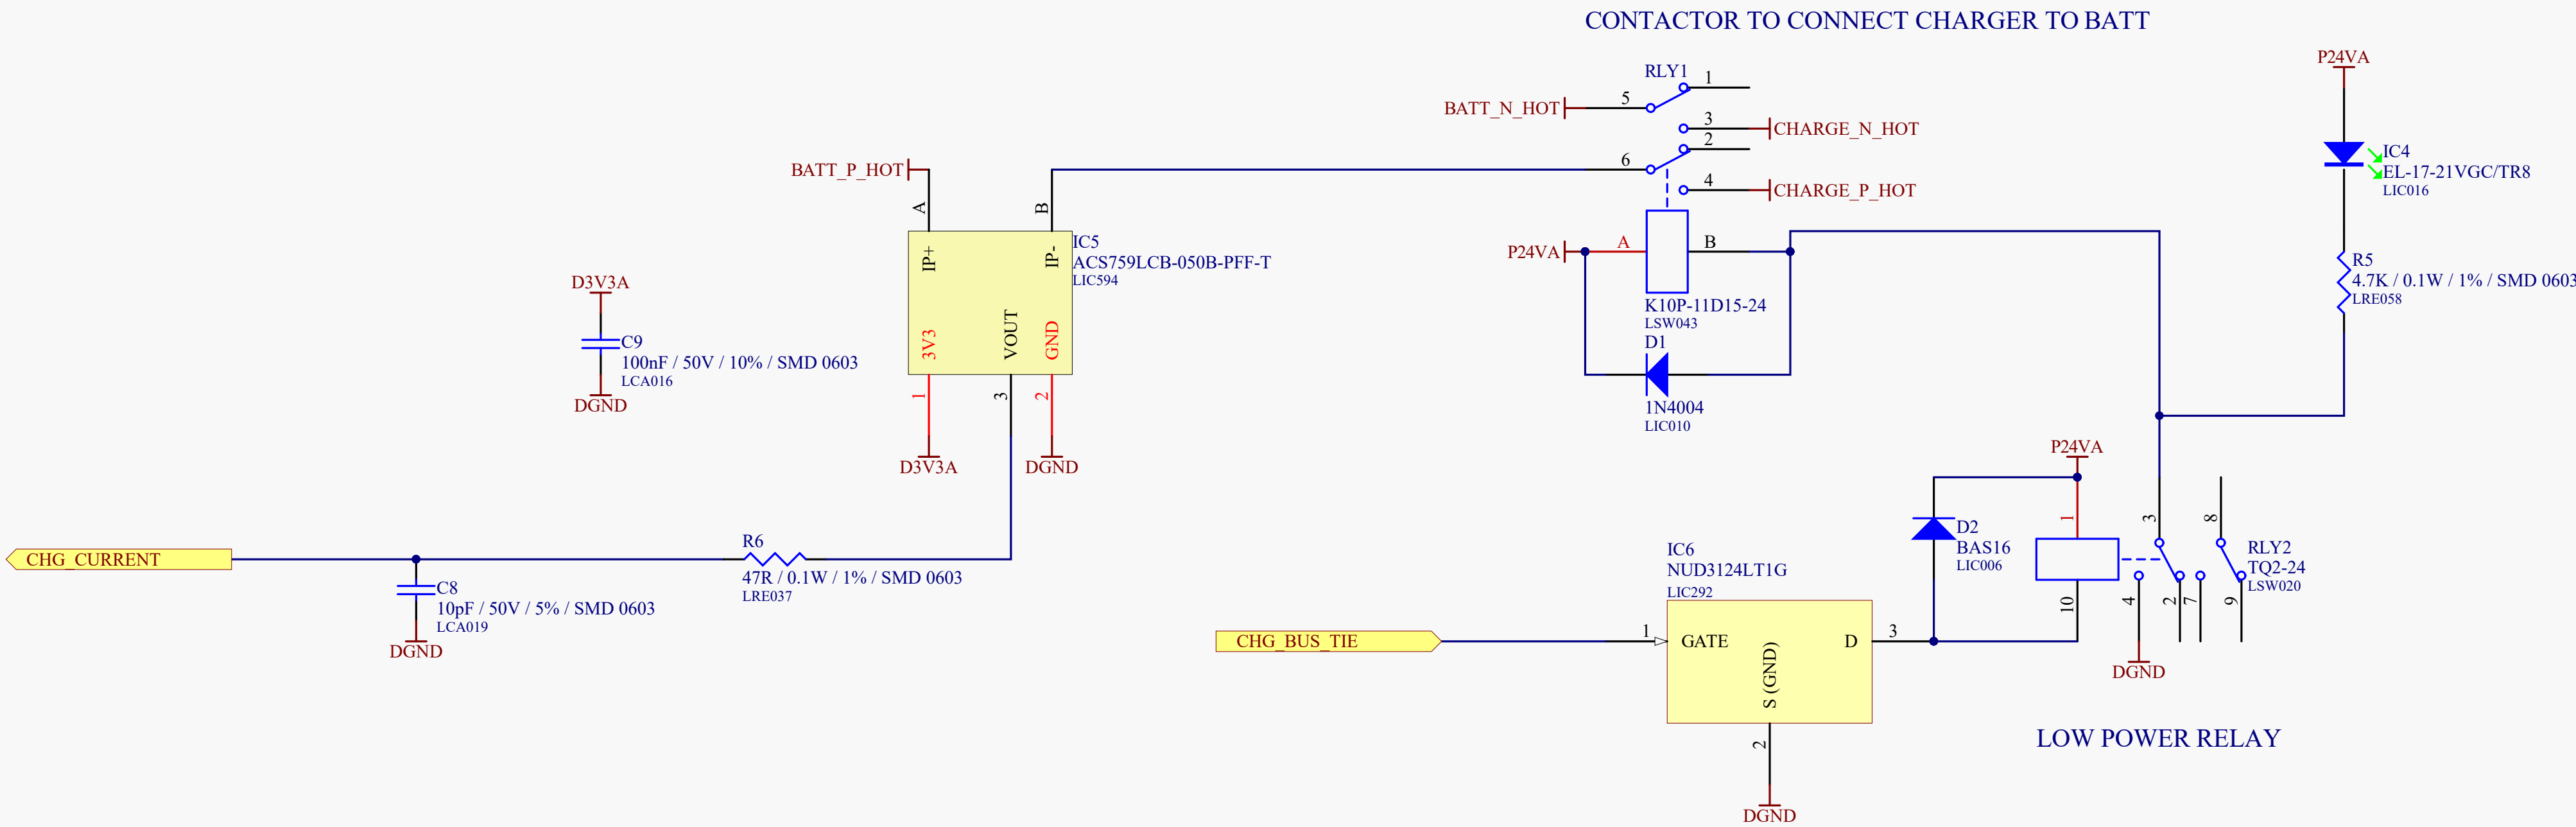 CONTACTOR TO CONNECT CHARGER TO BATT
P24VA
RLY1
1
BATT_N_HOT
5
3
CHARGE_N_HOT
2
BATT_P_HOT
6
4
CHARGE_P_HOT
IC4
EL-17-21VGC/TR8
LIC016
A
B
IP+
IP-
3V3
VOUT
GND
IC5
ACS759LCB-050B-PFF-T
LIC594
1
3
2
D3V3A
DGND
P24VA
A
B
K10P-11D15-24
LSW043
D1
1N4004
LIC010
R5
4.7K / 0.1W / 1% / SMD 0603
LRE058
D3V3A
C9
100nF / 50V / 10% / SMD 0603
LCA016
DGND
CHG_CURRENT
R6
47R / 0.1W / 1% / SMD 0603
LRE037
C8
10pF / 50V / 5% / SMD 0603
LCA019
DGND
P24VA
1
D2
BAS16
LIC006
10
3
8
4
2
7
9
RLY2
TQ2-24
LSW020
DGND
IC6
NUD3124LT1G
LIC292
CHG_BUS_TIE
1
GATE
D
3
S (GND)
2
DGND
LOW POWER RELAY